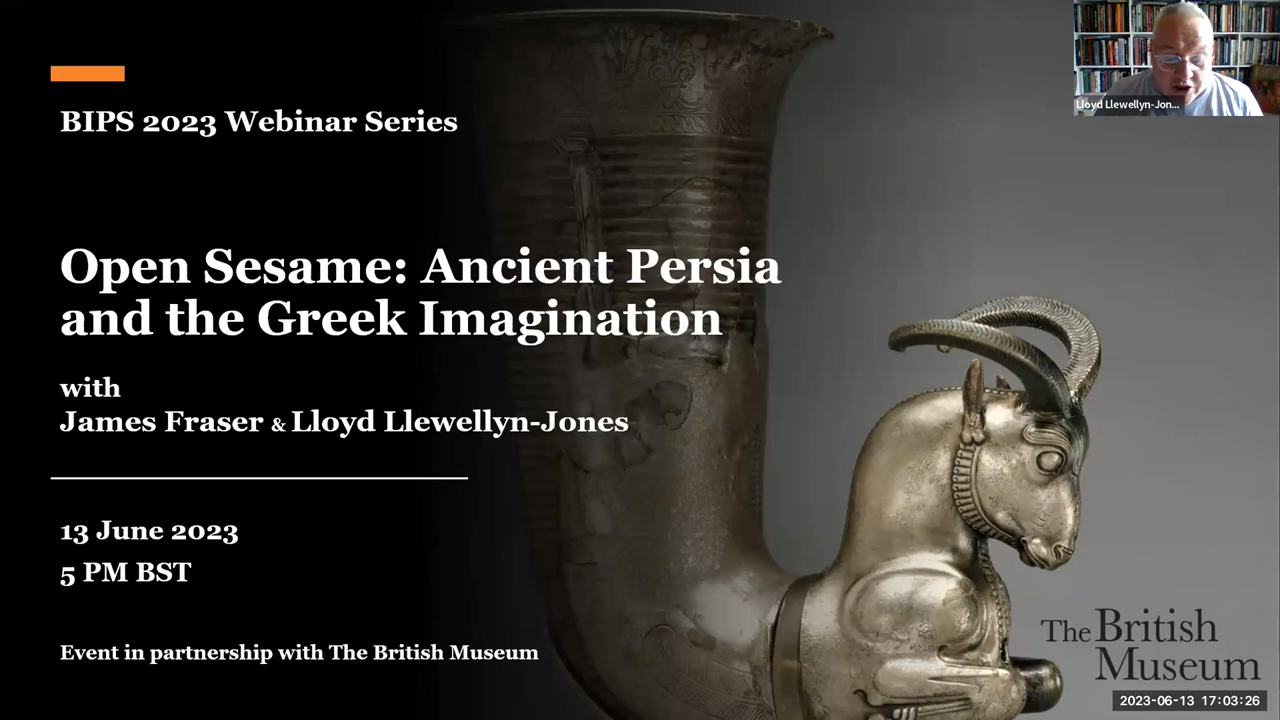 BIPS 2023 Webinar Series
Lloyd Llewellyn-Jon...
Open Sesame: Ancient Persia
and the Greek Imagination
with
James Fraser & Lloyd Llewellyn-Jones
13 June 2023
5 PM BST
Event in partnership with The British Museum
The British
Museum
2023-06-13 17:03:26